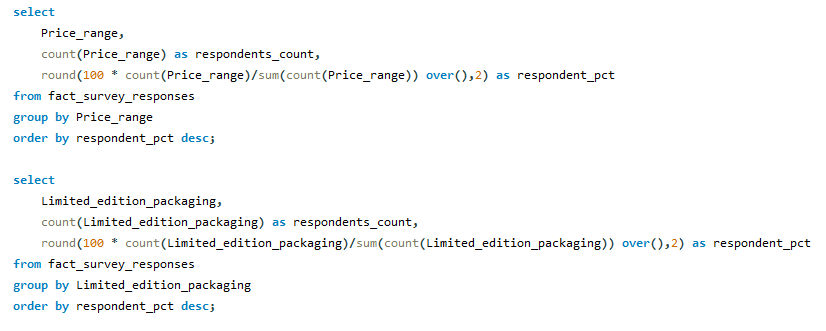 select
Price_range,
count(Price_range) as respondents_count,
round(100 * count(Price_range)/sum(count(Price_range)) over(),2) as respondent_pct
from fact_survey_responses
group by Price_range
order by respondent_pct desc;
select
Limited_edition_packaging,
count(Limited_edition_packaging) as respondents_count,
round(100 * count(Limited_edition_packaging)/sum(count(Limited_edition_packaging)) over(),2) as respondent_pct
from fact_survey_responses
group by Limited_edition_packaging
order by respondent_pct desc;